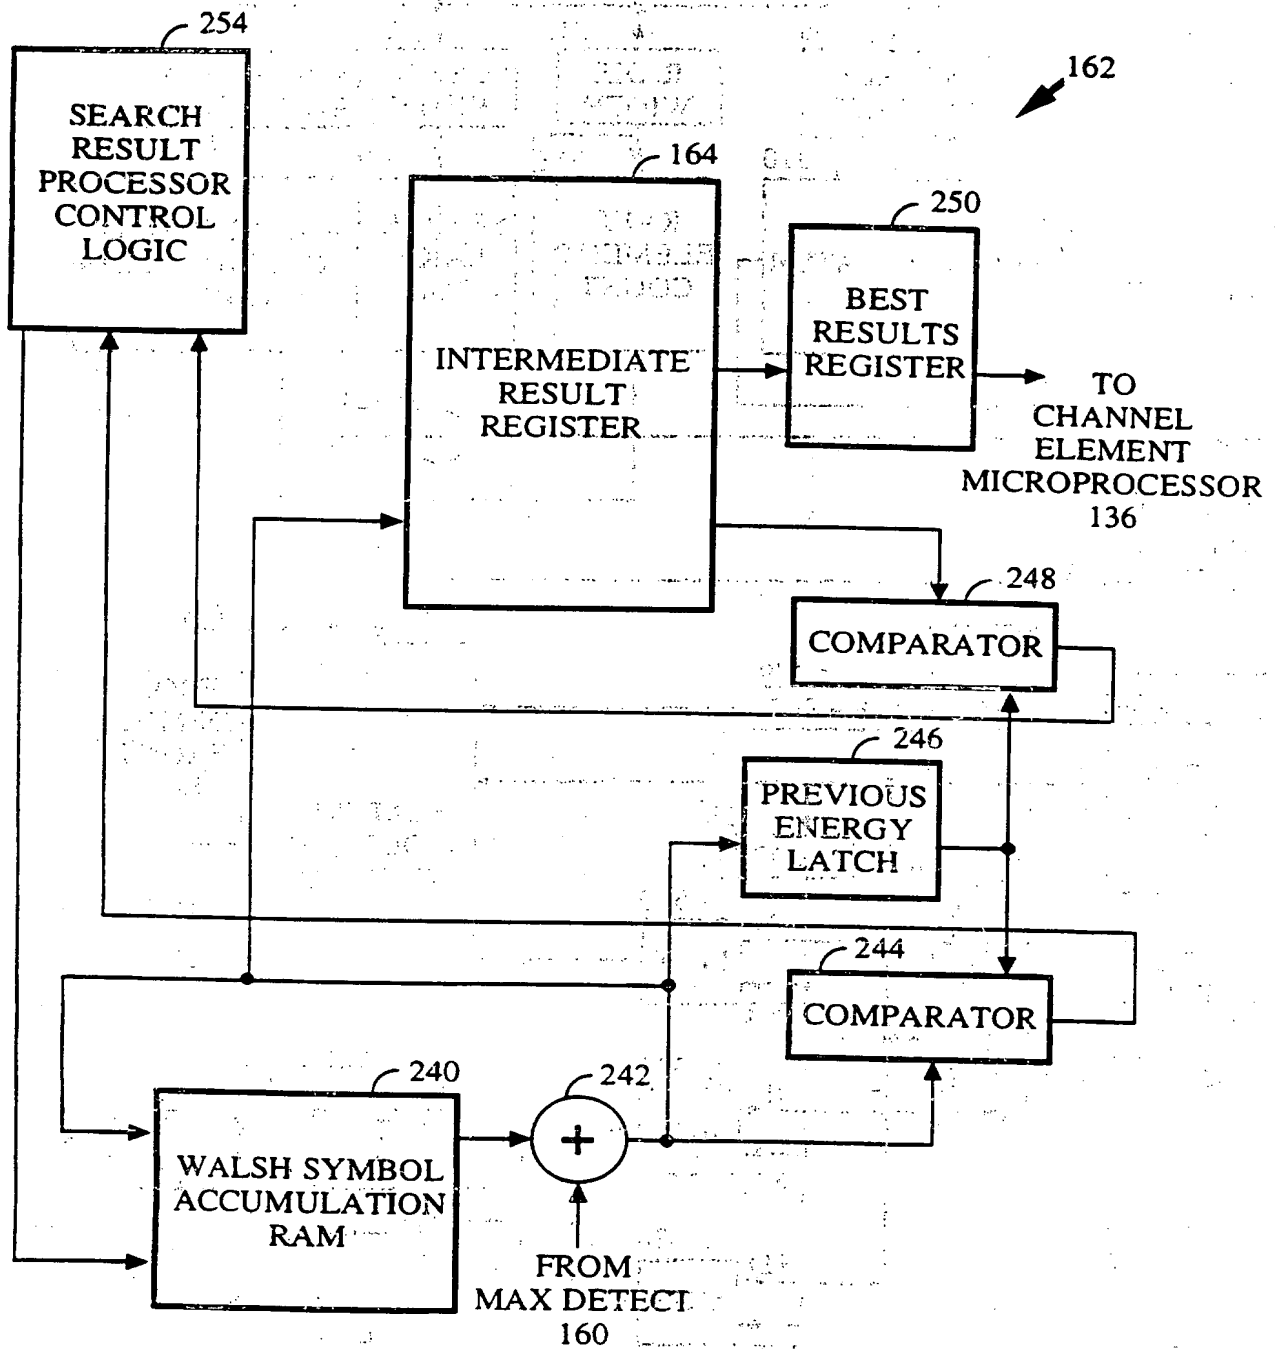 254
SEARCH
RESULT
PROCESSOR
CONTROL
LOGIC
162
164
INTERMEDIATE
RESULT
REGISTER
250
BEST
RESULTS
REGISTER
TO
CHANNEL
ELEMENT
MICROPROCESSOR
136
248
COMPARATOR
246
PREVIOUS
ENERGY
LATCH
244
COMPARATOR
240
WALSH SYMBOL
ACCUMULATION
RAM
242
+
FROM
MAX DETECT
160